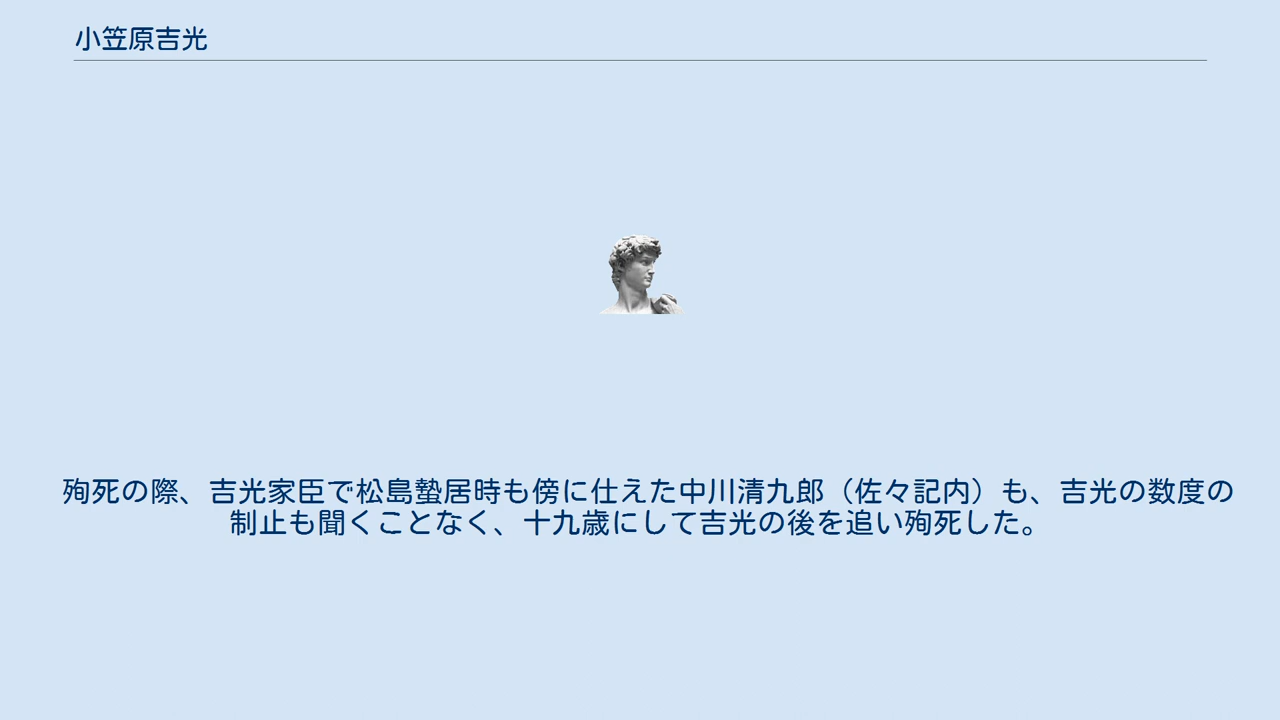 小笠原吉光
殉死の際、吉光家臣で松島蟄居時も傍に仕えた中川清九郎（佐々記内）も、吉光の数度の
制止も聞くことなく、十九歳にして吉光の後を追い殉死した。